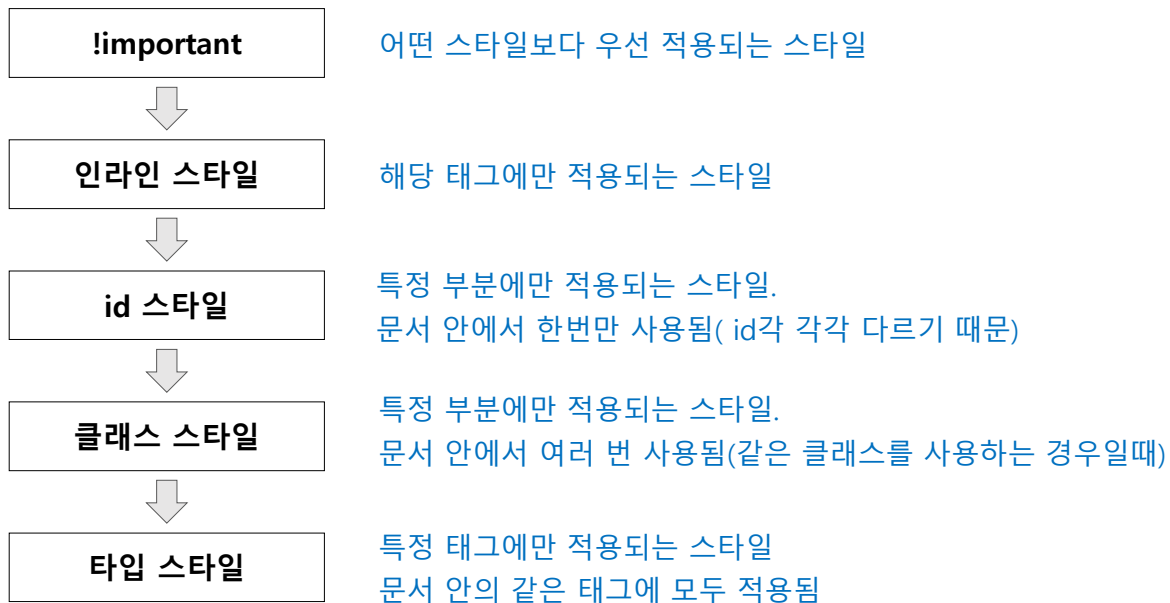 !important
어떤 스타일보다 우선 적용되는 스타일
인라인 스타일
해당 태그에만 적용되는 스타일
id 스타일
특정 부분에만 적용되는 스타일.
문서 안에서 한번만 사용됨( id각 각각 다르기 때문)
클래스 스타일
특정 부분에만 적용되는 스타일.
문서 안에서 여러 번 사용됨(같은 클래스를 사용하는 경우일때)
타입 스타일
특정 태그에만 적용되는 스타일
문서 안의 같은 태그에 모두 적용됨